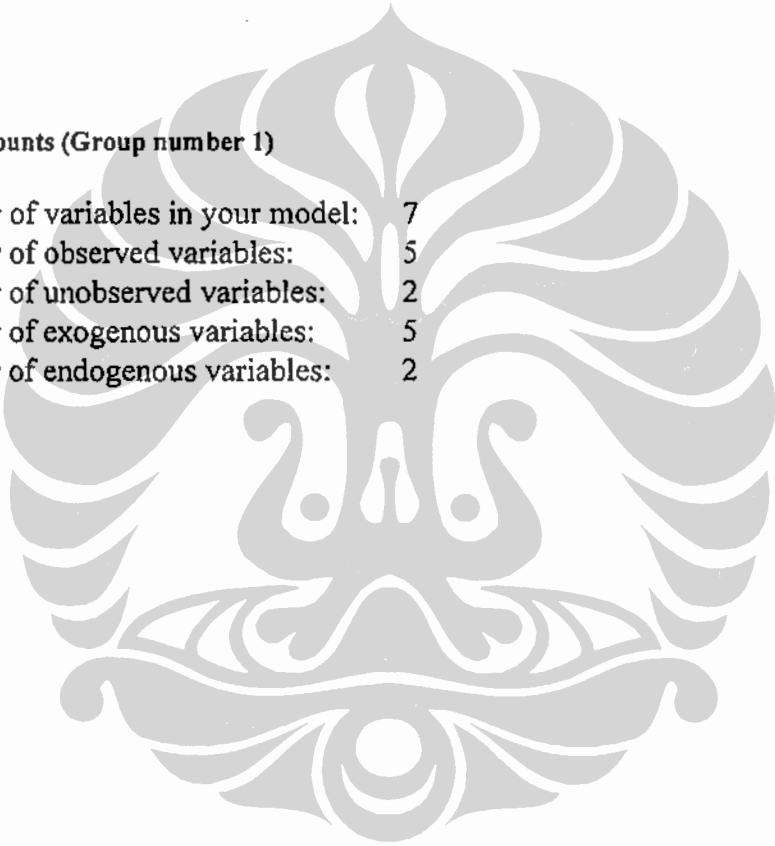 ounts (Group number 1)
of variables in your model: 7
of observed variables: 5
of unobserved variables: 2
of exogenous variables: 5
of endogenous variables: 2